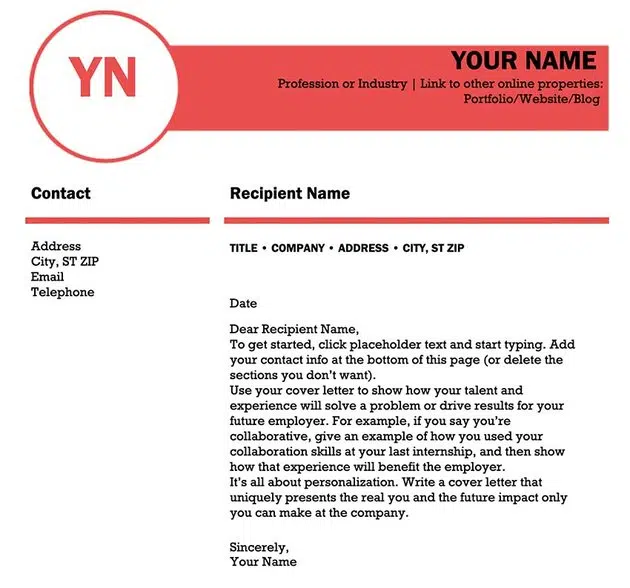 YN
YOUR NAME
Profession or Industry | Link to other online properties:
Portfolio/Website/Blog
Contact
Address
City, ST ZIP
Email
Telephone
Recipient Name
TITLE • COMPANY • ADDRESS • CITY, ST ZIP
Date
Dear Recipient Name,
To get started, click placeholder text and start typing. Add
your contact info at the bottom of this page (or delete the
sections you don’t want).
Use your cover letter to show how your talent and
experience will solve a problem or drive results for your
future employer. For example, if you say you’re
collaborative, give an example of how you used your
collaboration skills at your last internship, and then show
how that experience will benefit the employer.
It’s all about personalization. Write a cover letter that
uniquely presents the real you and the future impact only
you can make at the company.
Sincerely,
Your Name